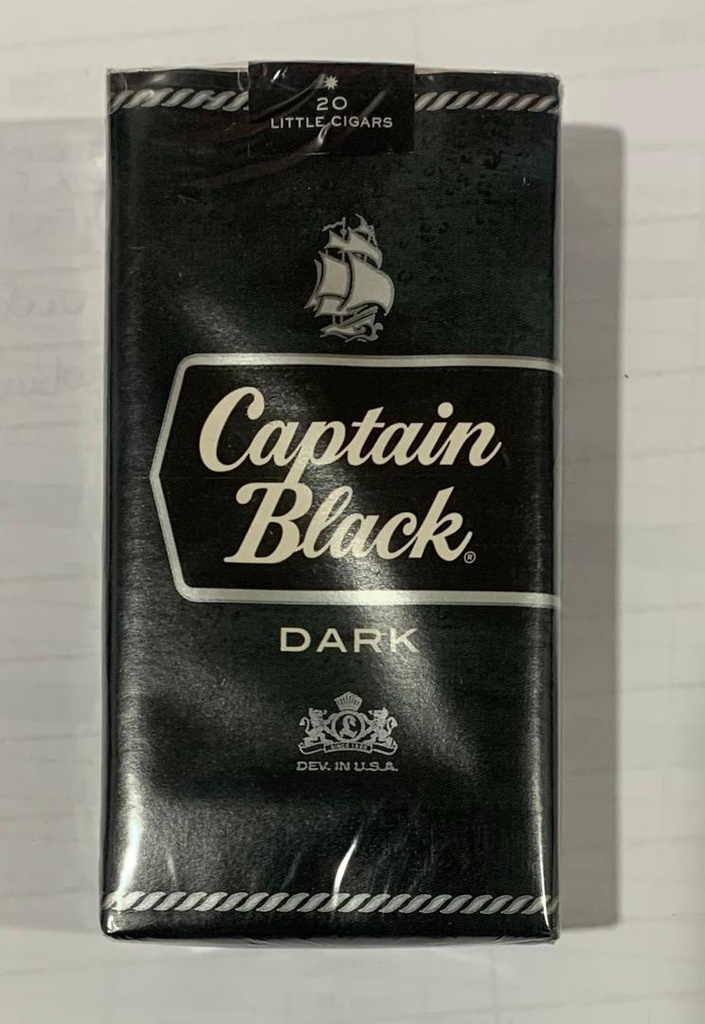 20
LITTLE CIGARS
Captain
Black®
DARK
L
DEV. IN U.S.A.